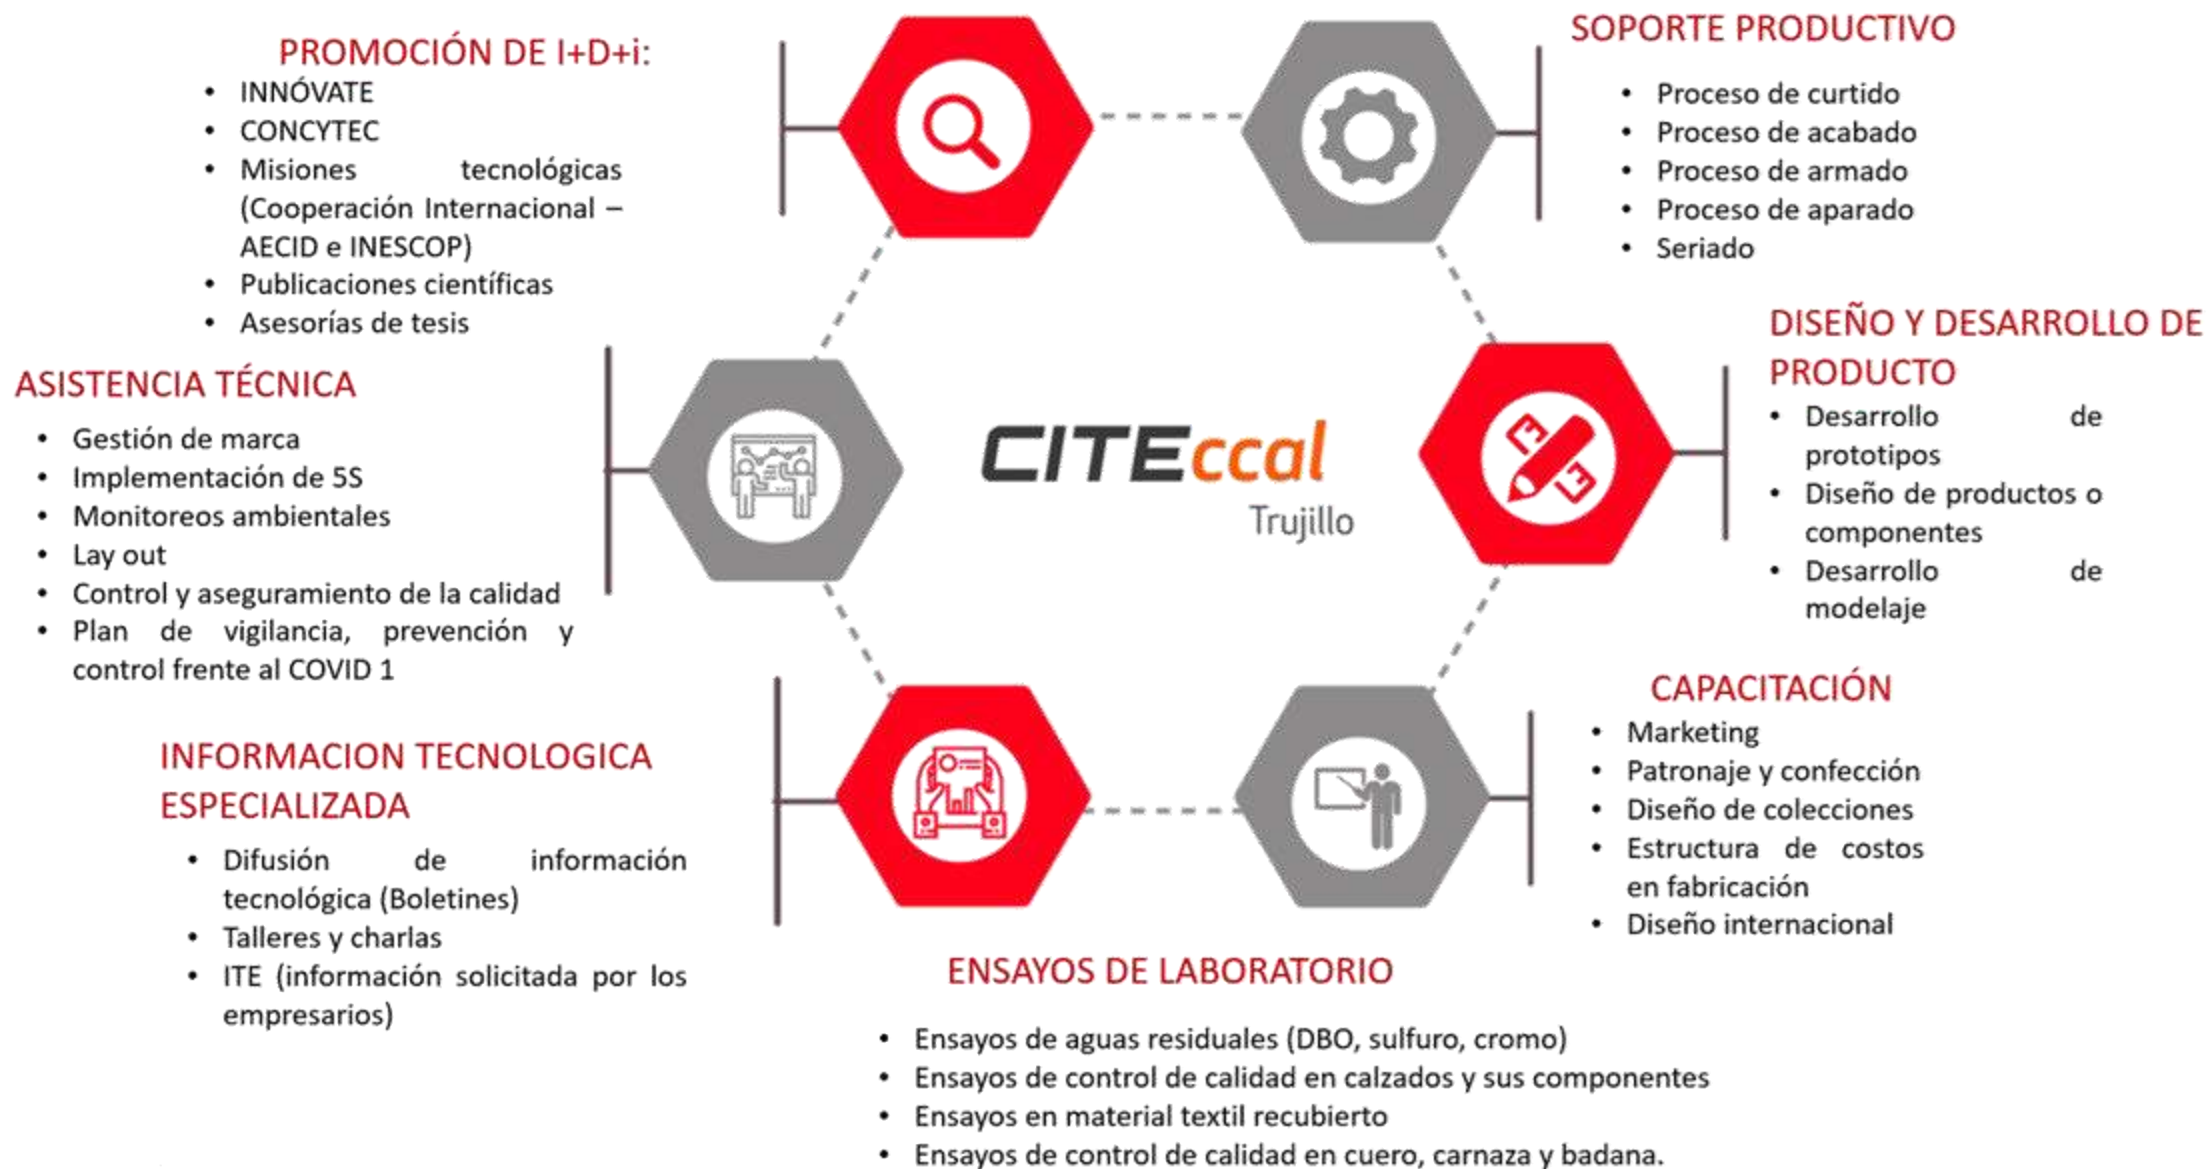 PROMOCIÓN DE I+D+i:
• INNÓVATE
• CONCYTEC
• Misiones tecnológicas
(Cooperación Internacional –
AECID e INESCOP)
• Publicaciones científicas
• Asesorías de tesis
SOPORTE PRODUCTIVO
• Proceso de curtido
• Proceso de acabado
• Proceso de armado
• Proceso de aparado
• Seriado
ASISTENCIA TÉCNICA
• Gestión de marca
• Implementación de 5S
• Monitoreos ambientales
• Lay out
• Control y aseguramiento de la calidad
• Plan de vigilancia, prevención y
control frente al COVID 1
CITEccal
Trujillo
DISEÑO Y DESARROLLO DE
PRODUCTO
• Desarrollo de
prototipos
• Diseño de productos o
componentes
• Desarrollo de
modelaje
INFORMACION TECNOLOGICA
ESPECIALIZADA
• Difusión de información
tecnológica (Boletines)
• Talleres y charlas
• ITE (información solicitada por los
empresarios)
CAPACITACIÓN
• Marketing
• Patronaje y confección
• Diseño de colecciones
• Estructura de costos
en fabricación
• Diseño internacional
ENSAYOS DE LABORATORIO
• Ensayos de aguas residuales (DBO, sulfuro, cromo)
• Ensayos de control de calidad en calzados y sus componentes
• Ensayos en material textil recubierto
• Ensayos de control de calidad en cuero, carnaza y badana.